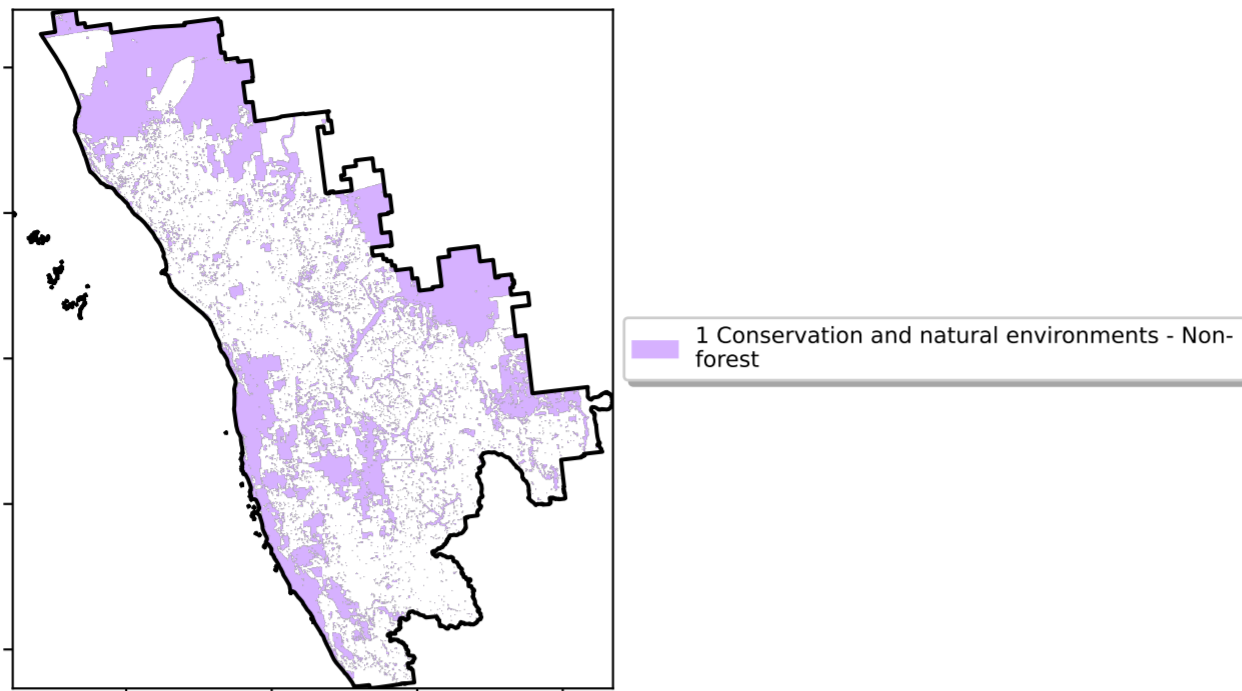 1 Conservation and natural environments - Non-
forest